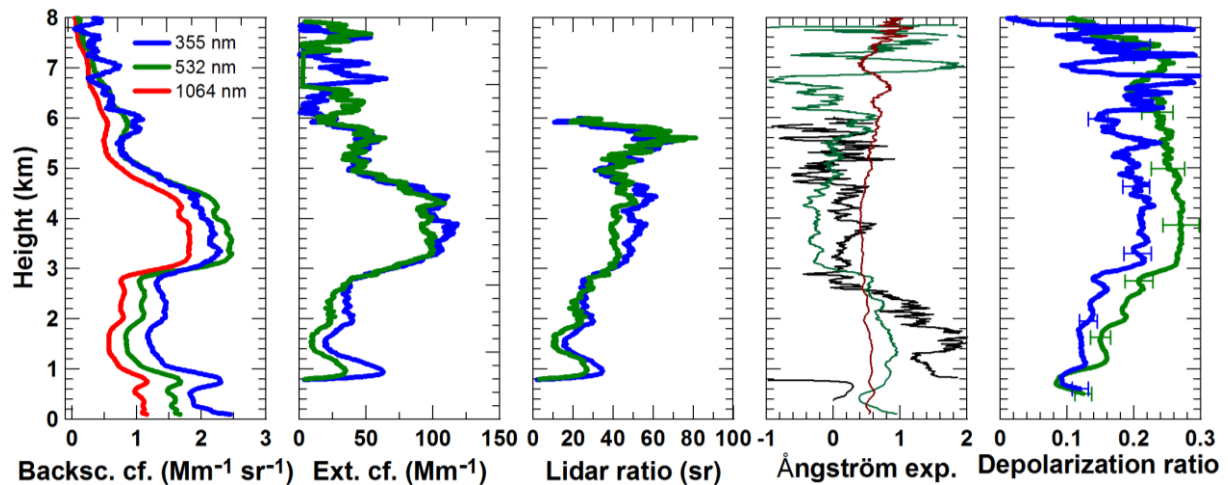 8
7
6
5
4
3
2
1
0
Height (km)
355 nm
532 nm
1064 nm
0 1 2 3
0 50 100 150
0 20 40 60 80 100
-1 0 1 2
0.1 0.2 0.3
Backsc. cf. (Mm⁻¹ sr⁻¹)
Ext. cf. (Mm⁻¹)
Lidar ratio (sr)
Ångström exp.
Depolarization ratio